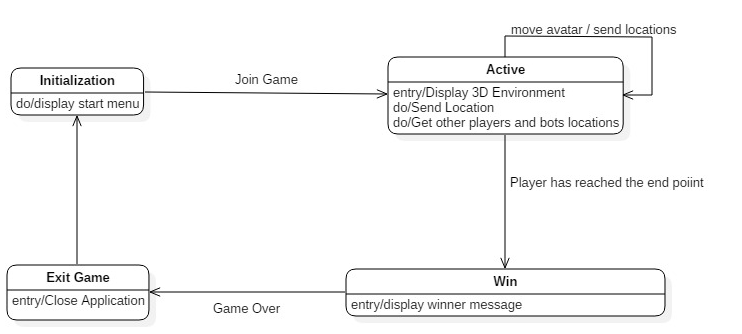 move avatar / send locations
Initialization
do/display start menu
Join Game
Active
entry/Display 3D Environment
do/Send Location
do/Get other players and bots locations
Player has reached the end poiint
Exit Game
entry/Close Application
Game Over
Win
entry/display winner message